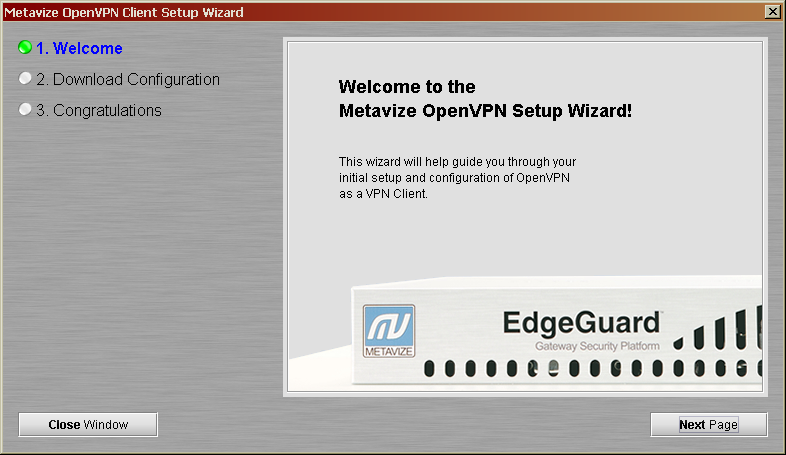 Metavize OpenVPN Client Setup Wizard
1. Welcome
2. Download Configuration
3. Congratulations
Welcome to the
Metavize OpenVPN Setup Wizard!
This wizard will help guide you through your
initial setup and configuration of OpenVPN
as a VPN Client.
METAVIZE
EdgeGuard™
Gateway Security Platform
Close Window
Next Page